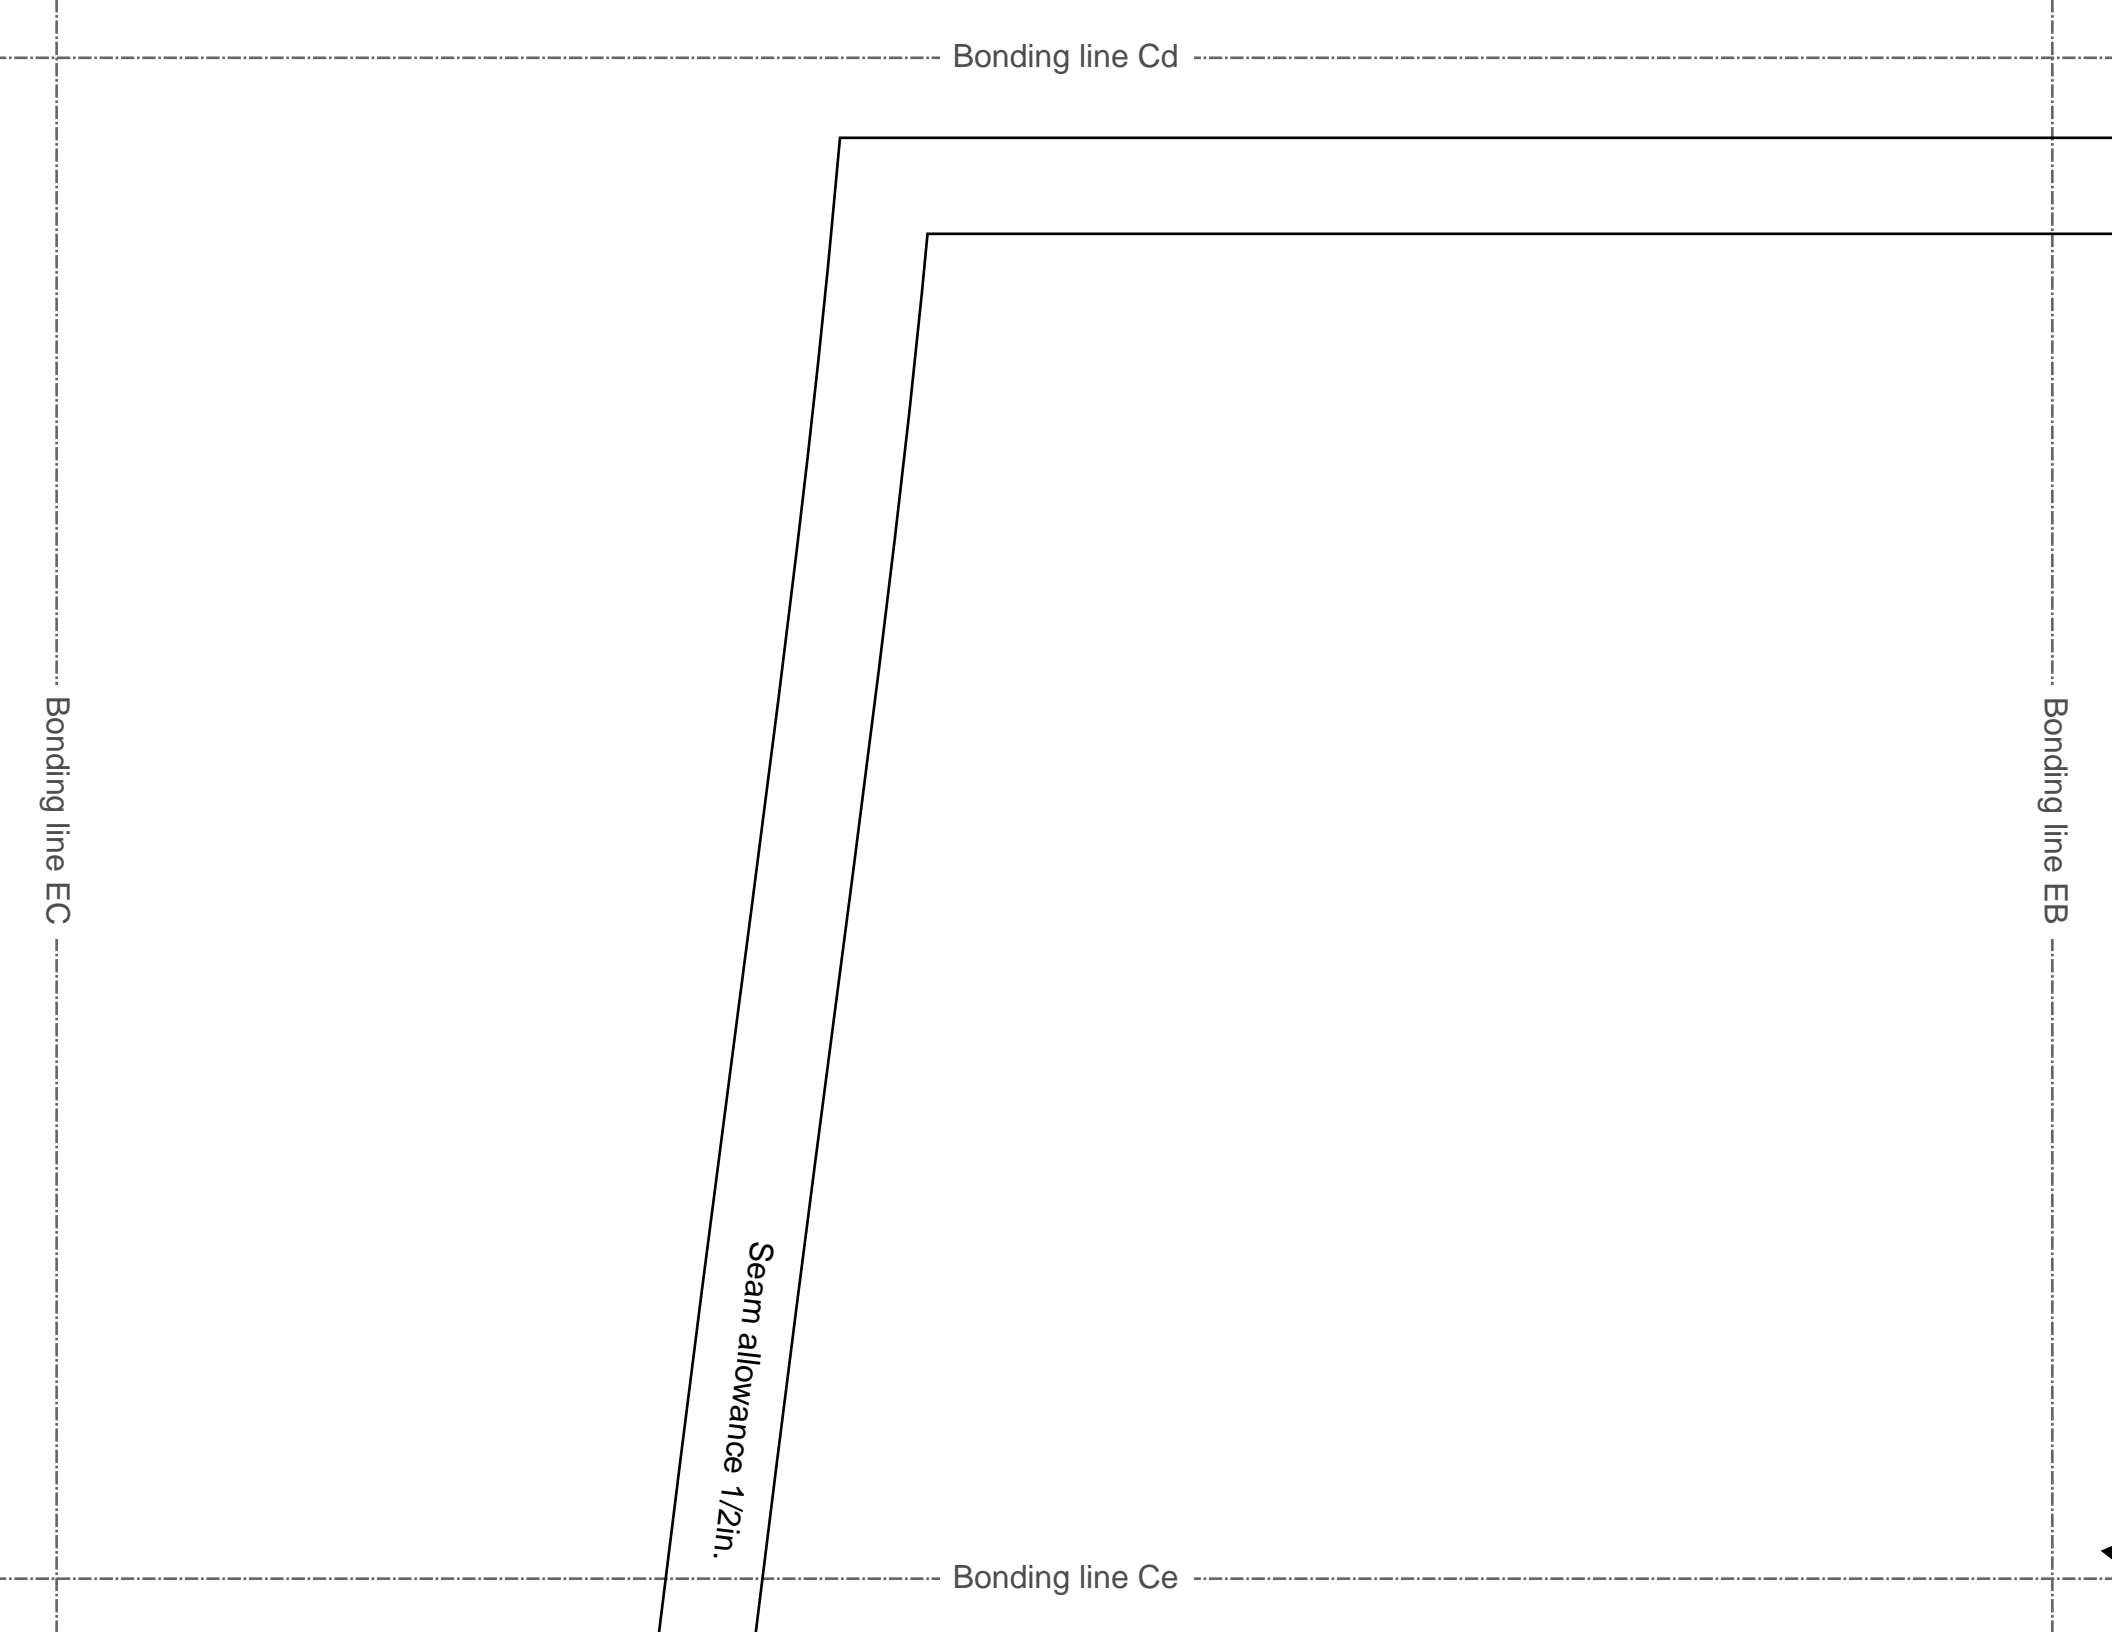 Bonding line Cd
Bonding line EC
Bonding line EB
Seam allowance 1/2in.
Bonding line Ce